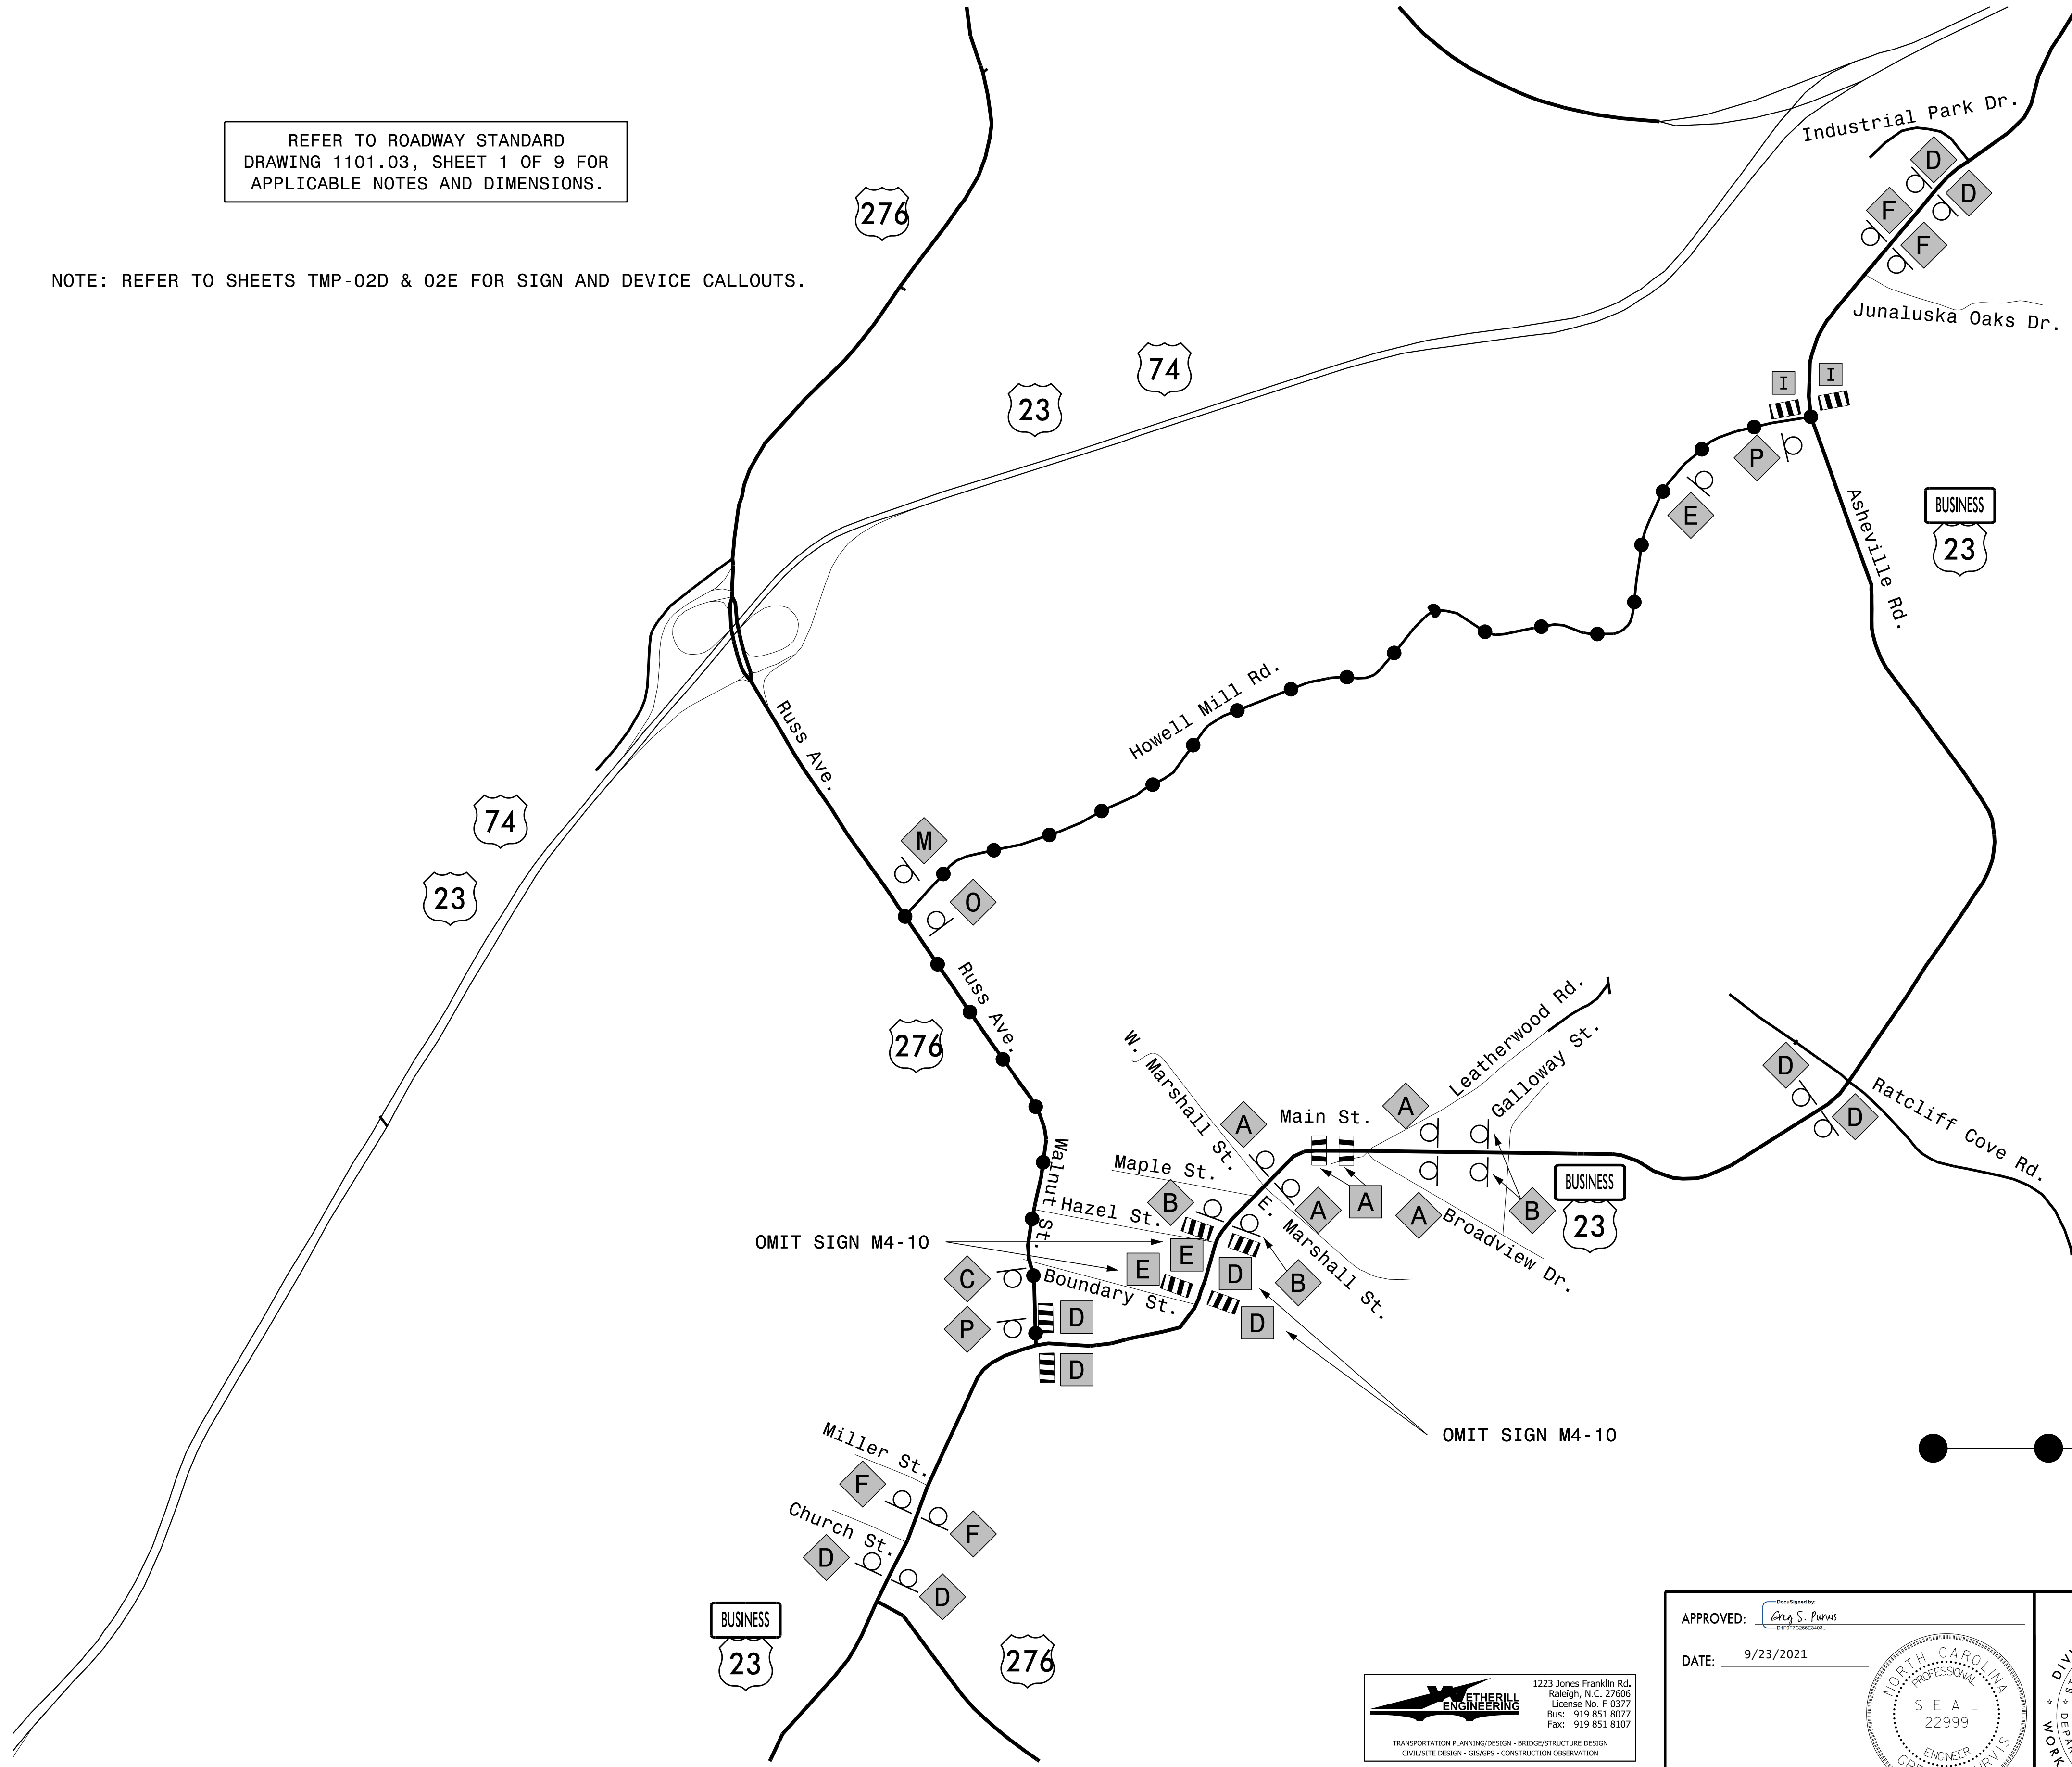 REFER TO ROADWAY STANDARD
DRAWING 1101.03, SHEET 1 OF 9 FOR
APPLICABLE NOTES AND DIMENSIONS.
276
NOTE: REFER TO SHEETS TMP-02D & 02E FOR SIGN AND DEVICE CALLOUTS.
Industrial Park Dr.
D
D
F
F
Junaluska Oaks Dr.
74
23
I
I
P
E
Asheville Rd.
BUSINESS
23
Howell Mill Rd.
Russ Ave.
74
23
M
O
Russ Ave.
276
W. Marshall St.
Leatherwood Rd.
Galloway St.
D
D
Ratcliff Cove Rd.
A
Main St.
A
Walnut St.
Maple St.
B
Hazel St.
A
A
A
B
BUSINESS
23
E. Marshall St.
Broadview Dr.
OMIT SIGN M4-10
E
E
D
B
C
Boundary St.
D
D
P
D
OMIT SIGN M4-10
Miller St.
F
F
Church St.
D
D
BUSINESS
23
276
WETHERILL
ENGINEERING
1223 Jones Franklin Rd.
Raleigh, N.C. 27606
License No. F-0377
Bus: 919 851 8077
Fax: 919 851 8107
TRANSPORTATION PLANNING/DESIGN - BRIDGE/STRUCTURE DESIGN
CIVIL/SITE DESIGN - GIS/GPS - CONSTRUCTION OBSERVATION
DocuSigned by:
APPROVED: Greg S. Purvis
D1F0F7C256E3403...
DATE: 9/23/2021
NORTH CAROLINA
PROFESSIONAL
SEAL
22999
ENGINEER